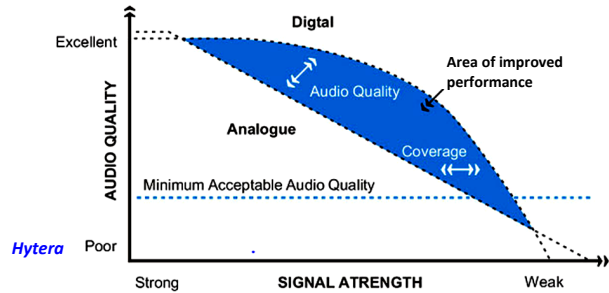 Digtal
Excellent
Area of improved
performance
Audio Quality
Analogue
AUDIO QUALITY
Coverage
Minimum Acceptable Audio Quality
Hytera
Poor
Strong
SIGNAL ATRENGTH
Weak